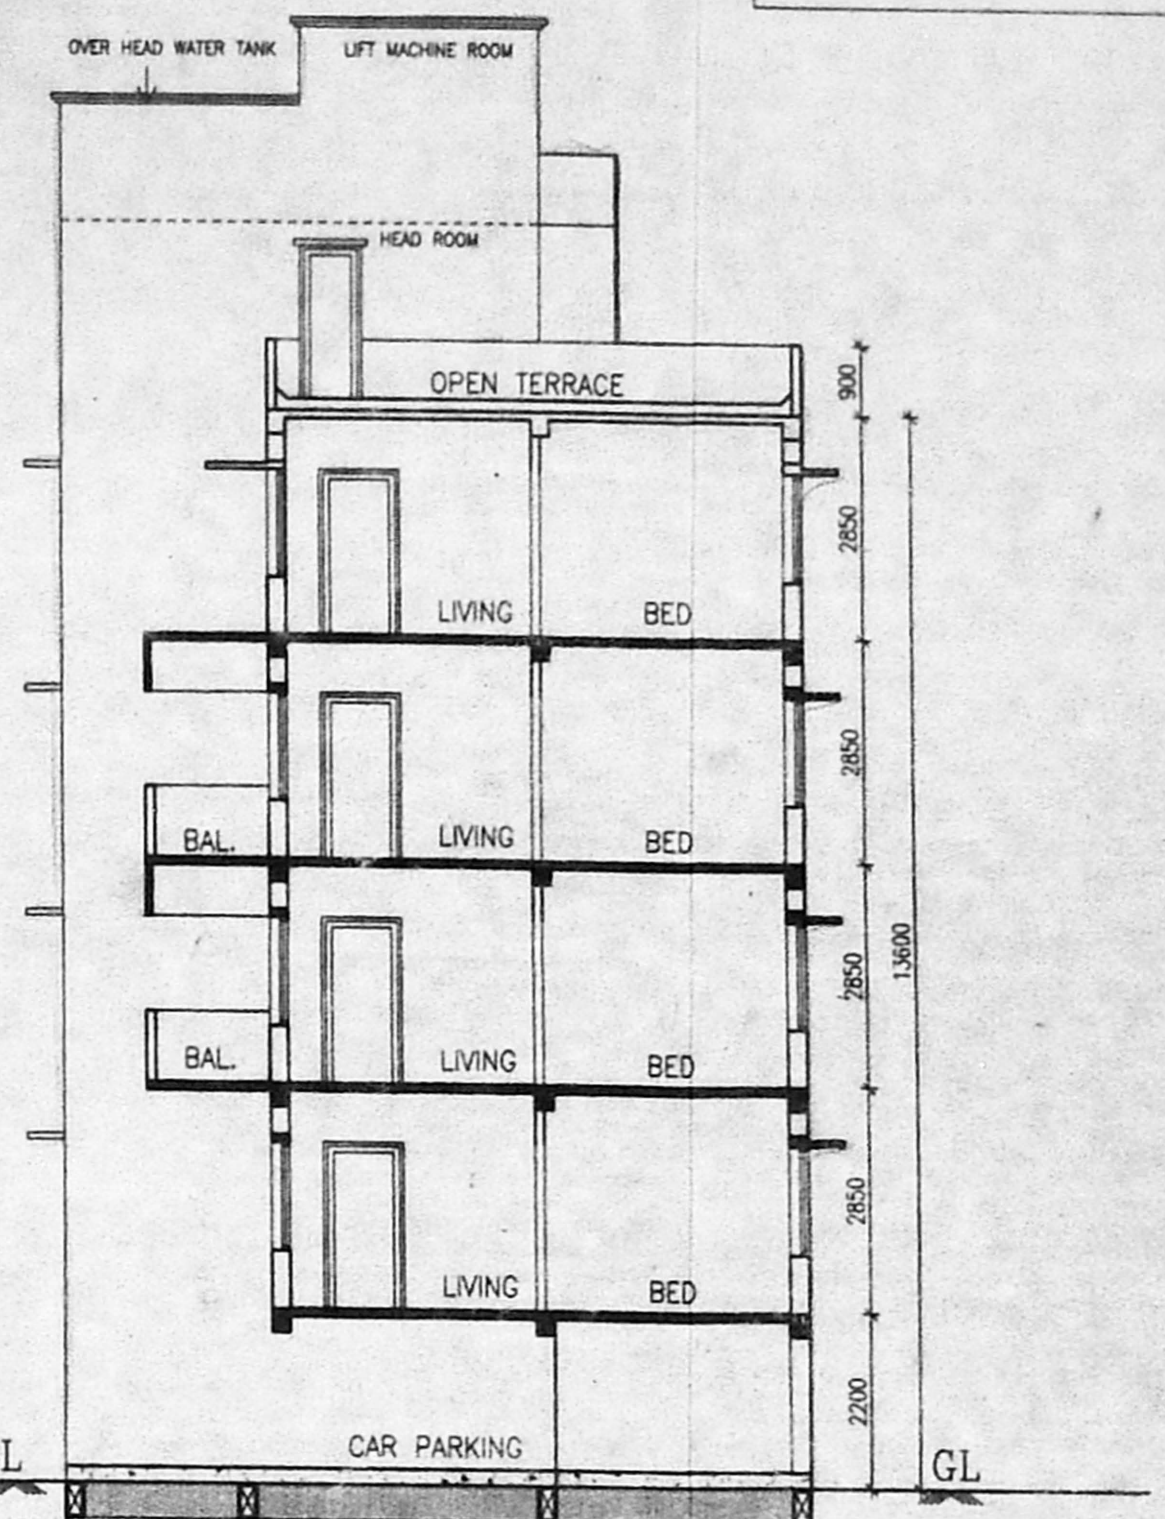 OVER HEAD WATER TANK
LIFT MACHINE ROOM
HEAD ROOM
OPEN TERRACE
900
2850
LIVING
BED
2850
BAL.
LIVING
BED
2850
13600
BAL.
LIVING
BED
2850
LIVING
BED
2200
CAR PARKING
L
GL